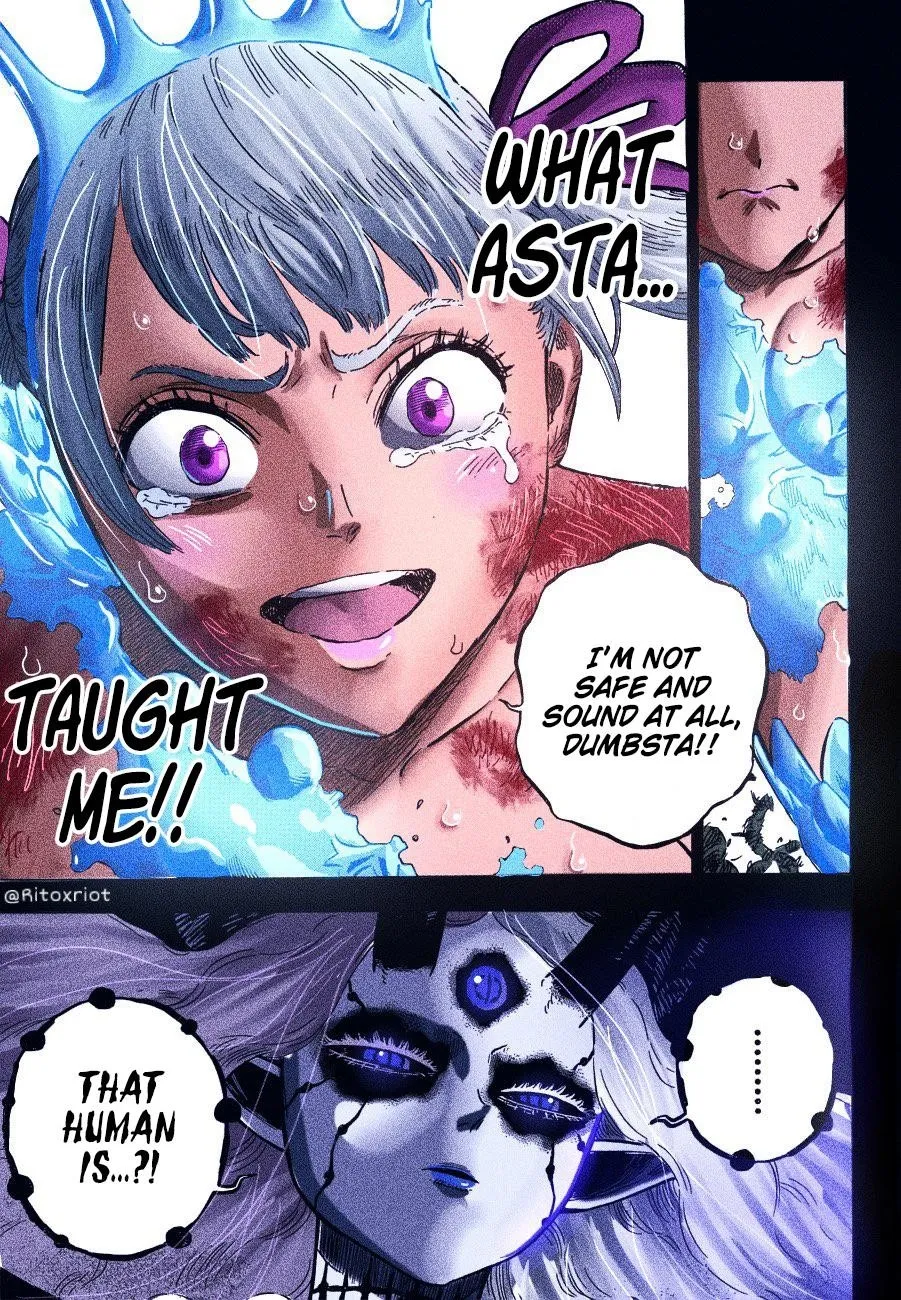 WHAT
ASTA...
I'M NOT
SAFE AND
SOUND AT ALL,
DUMBSTA!!
TAUGHT
ME!!
@Ritoxriot
THAT
HUMAN
IS...?!
........